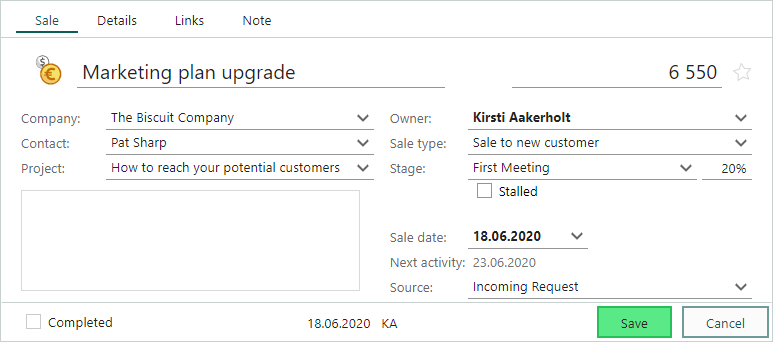 Sale Details Links Note
Marketing plan upgrade 6 550
Company: The Biscuit Company Owner: Kirsti Aakerholt
Contact: Pat Sharp Sale type: Sale to new customer
Project: How to reach your potential customers Stage: First Meeting 20%
Stalled
Sale date: 18.06.2020
Next activity: 23.06.2020
Source: Incoming Request
Completed 18.06.2020 KA Save Cancel